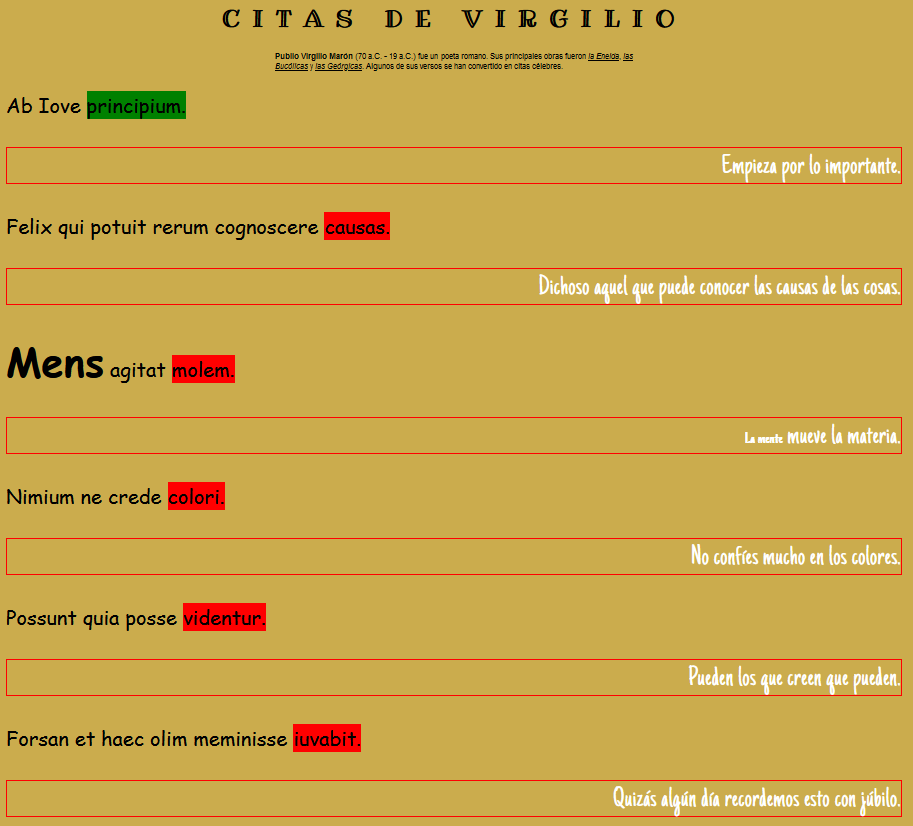 CITAS DE VIRGILIO
Publio Virgilio Marón (70 a.C. - 19 a.C.) fue un poeta romano. Sus principales obras fueron la Eneida, las
Bucólicas y las Geórgicas. Algunos de sus versos se han convertido en citas célebres.
Ab Iove principium.
Empieza por lo importante.
Felix qui potuit rerum cognoscere causas.
Dichoso aquel que puede conocer las causas de las cosas.
Mens agitat molem.
La mente mueve la materia.
Nimium ne crede colori.
No confíes mucho en los colores.
Possunt quia posse videntur.
Pueden los que creen que pueden.
Forsan et haec olim meminisse iuvabit.
Quizás algún día recordemos esto con júbilo.